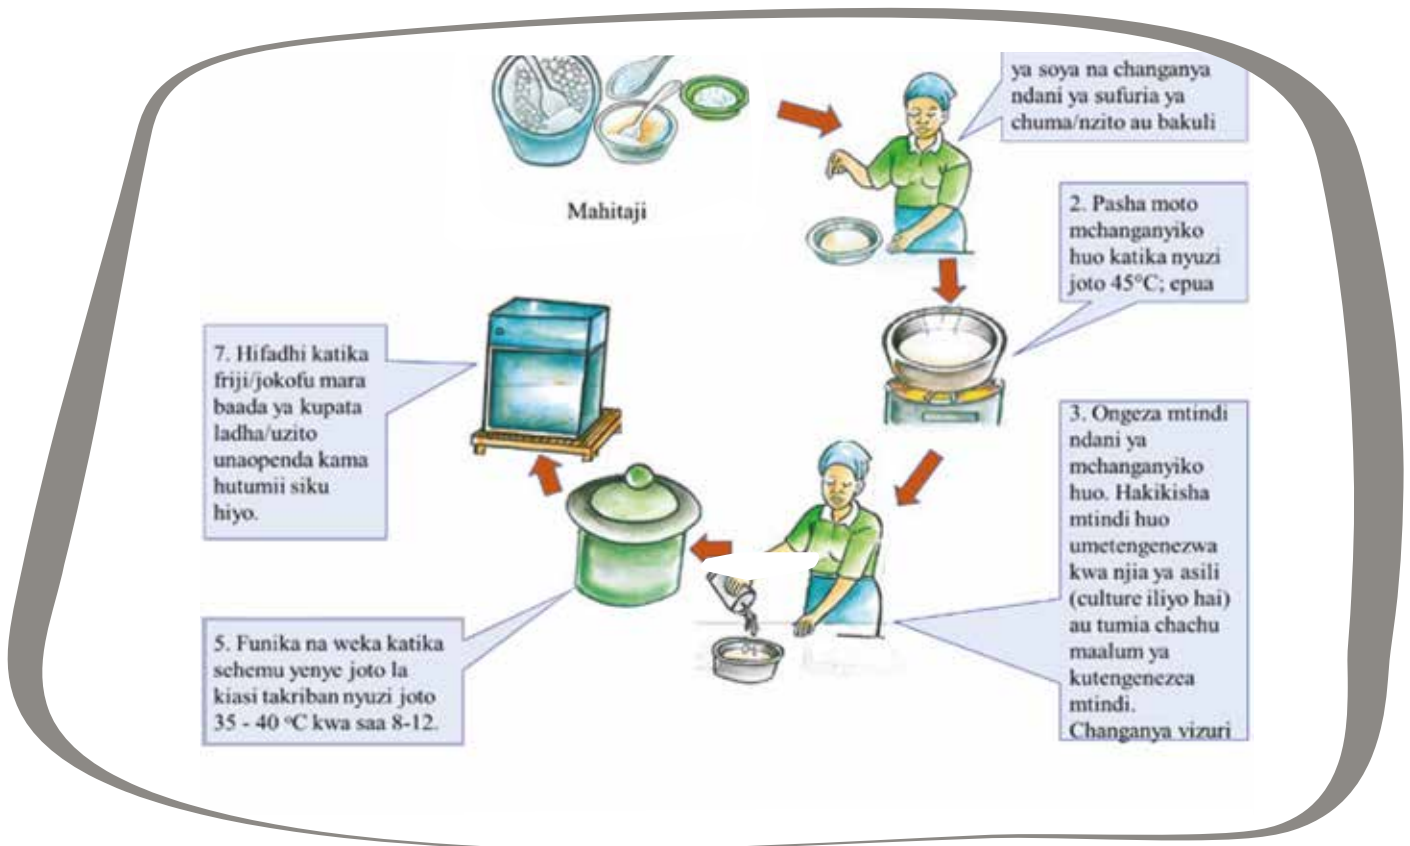 ya soya na changanya
ndani ya sufuria ya
chuma/nzito au bakuli
Mahitaji
2. Pasha moto
mchanganyiko
huo katika nyuzi
joto 45°C; epua
3. Ongeza mtindi
ndani ya
mchanganyiko
huo. Hakikisha
mtindi huo
umetengenezwa
kwa njia ya asili
(culture iliyo hai)
au tumia chachu
maalum ya
kutengenezea
mtindi.
Changanya vizuri
5. Funika na weka katika
sehemu yenye joto la
kiasi takriban nyuzi joto
35 - 40 °C kwa saa 8-12.
7. Hifadhi katika
friji/jokofu mara
baada ya kupata
ladha/uzito
unaopenda kama
hutumii siku
hiyo.